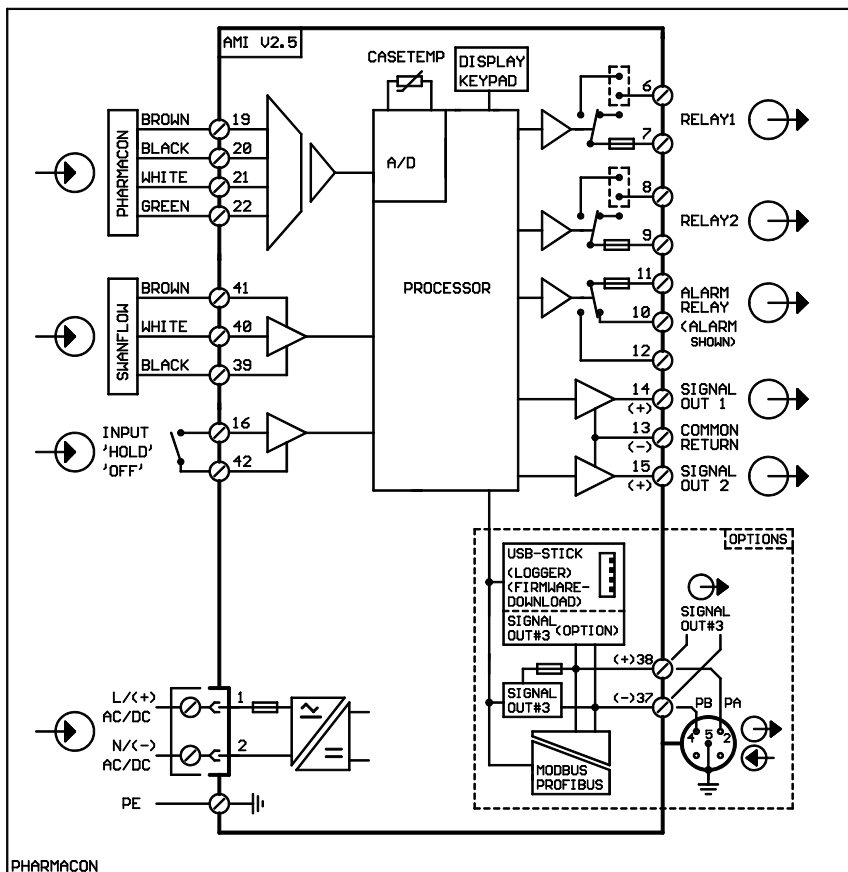 AMI V2.5
CASETEMP
DISPLAY
KEYPAD
A/D
PROCESSOR
PHARMACON
BROWN 19
BLACK 20
WHITE 21
GREEN 22
SWANFLOW
BROWN 41
WHITE 40
BLACK 39
INPUT
'HOLD'
'OFF'
16
42
L/(+)
AC/DC
1
N/(-)
AC/DC
2
PE
6
RELAY1
7
8
RELAY2
9
11
ALARM
RELAY
10
(ALARM
SHOWN)
12
14
(+)
SIGNAL
OUT 1
13
(-)
COMMON
RETURN
15
(+)
SIGNAL
OUT 2
OPTIONS
USB-STICK
(LOGGER)
(FIRMWARE-
DOWNLOAD)
SIGNAL
OUT#3 (OPTION)
SIGNAL
OUT#3
(+)38
SIGNAL
OUT#3
(-)37
PB PA
4 5 2
MODBUS
PROFIBUS
PHARMACON